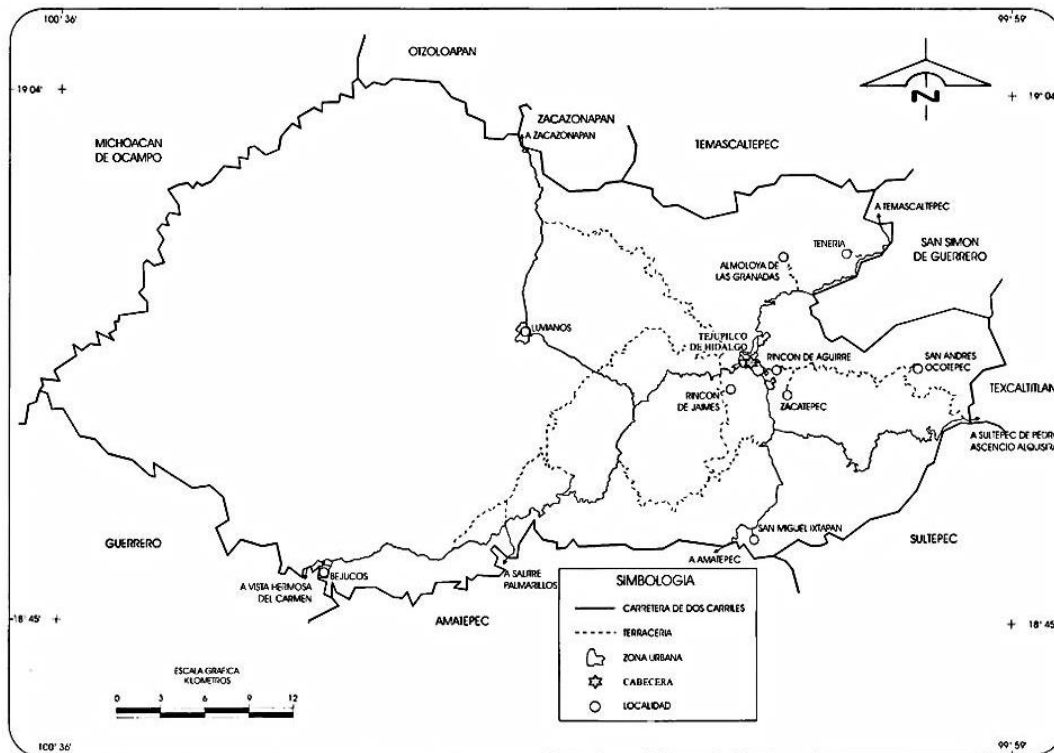 100° 36'
99° 59'
OTZOLOAPAN
19° 04'
19° 04'
ZACAZONAPAN
A ZACAZONAPAN
MICHOACAN
DE OCAMPO
TEMASCALTEPEC
A TEMASCALTEPEC
TENERIA
SAN SIMON
DE GUERRERO
ALMOLOYA DE
LAS GRANADAS
LUVIANOS
TEJUPILCO
DE HIDALGO
RINCON DE AGUIRRE
SAN ANDRES
OCOTEPEC
RINCON
DE JAIMES
ZACATEPEC
TEXCALTITLAN
A SULTEPEC DE PEDRO
ASCENCIO ALQUISIRA
GUERRERO
SAN MIGUEL IXTAPAN
SULTEPEC
A AMATEPEC
A VISTA HERMOSA
DEL CARMEN
BEJUCOS
A SALITRE
PALMARILLOS
AMATEPEC
18° 45'
18° 45'
SIMBOLOGIA
CARRETERA DE DOS CARRILES
TERRACERIA
ZONA URBANA
CABECERA
LOCALIDAD
ESCALA GRAFICA
KILOMETROS
0 3 6 9 12
N
100° 36'
99° 59'